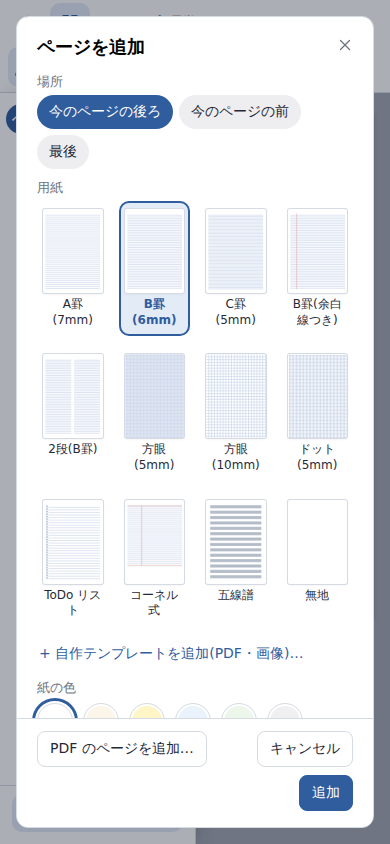 ページを追加
場所
今のページの後ろ
今のページの前
最後
用紙
A罫
(7mm)
B罫
(6mm)
C罫
(5mm)
B罫(余白
線つき)
2段(B罫)
方眼
(5mm)
方眼
(10mm)
ドット
(5mm)
ToDo リス
ト
コーネル
式
五線譜
無地
+ 自作テンプレートを追加(PDF・画像)…
紙の色
PDF のページを追加…
キャンセル
追加